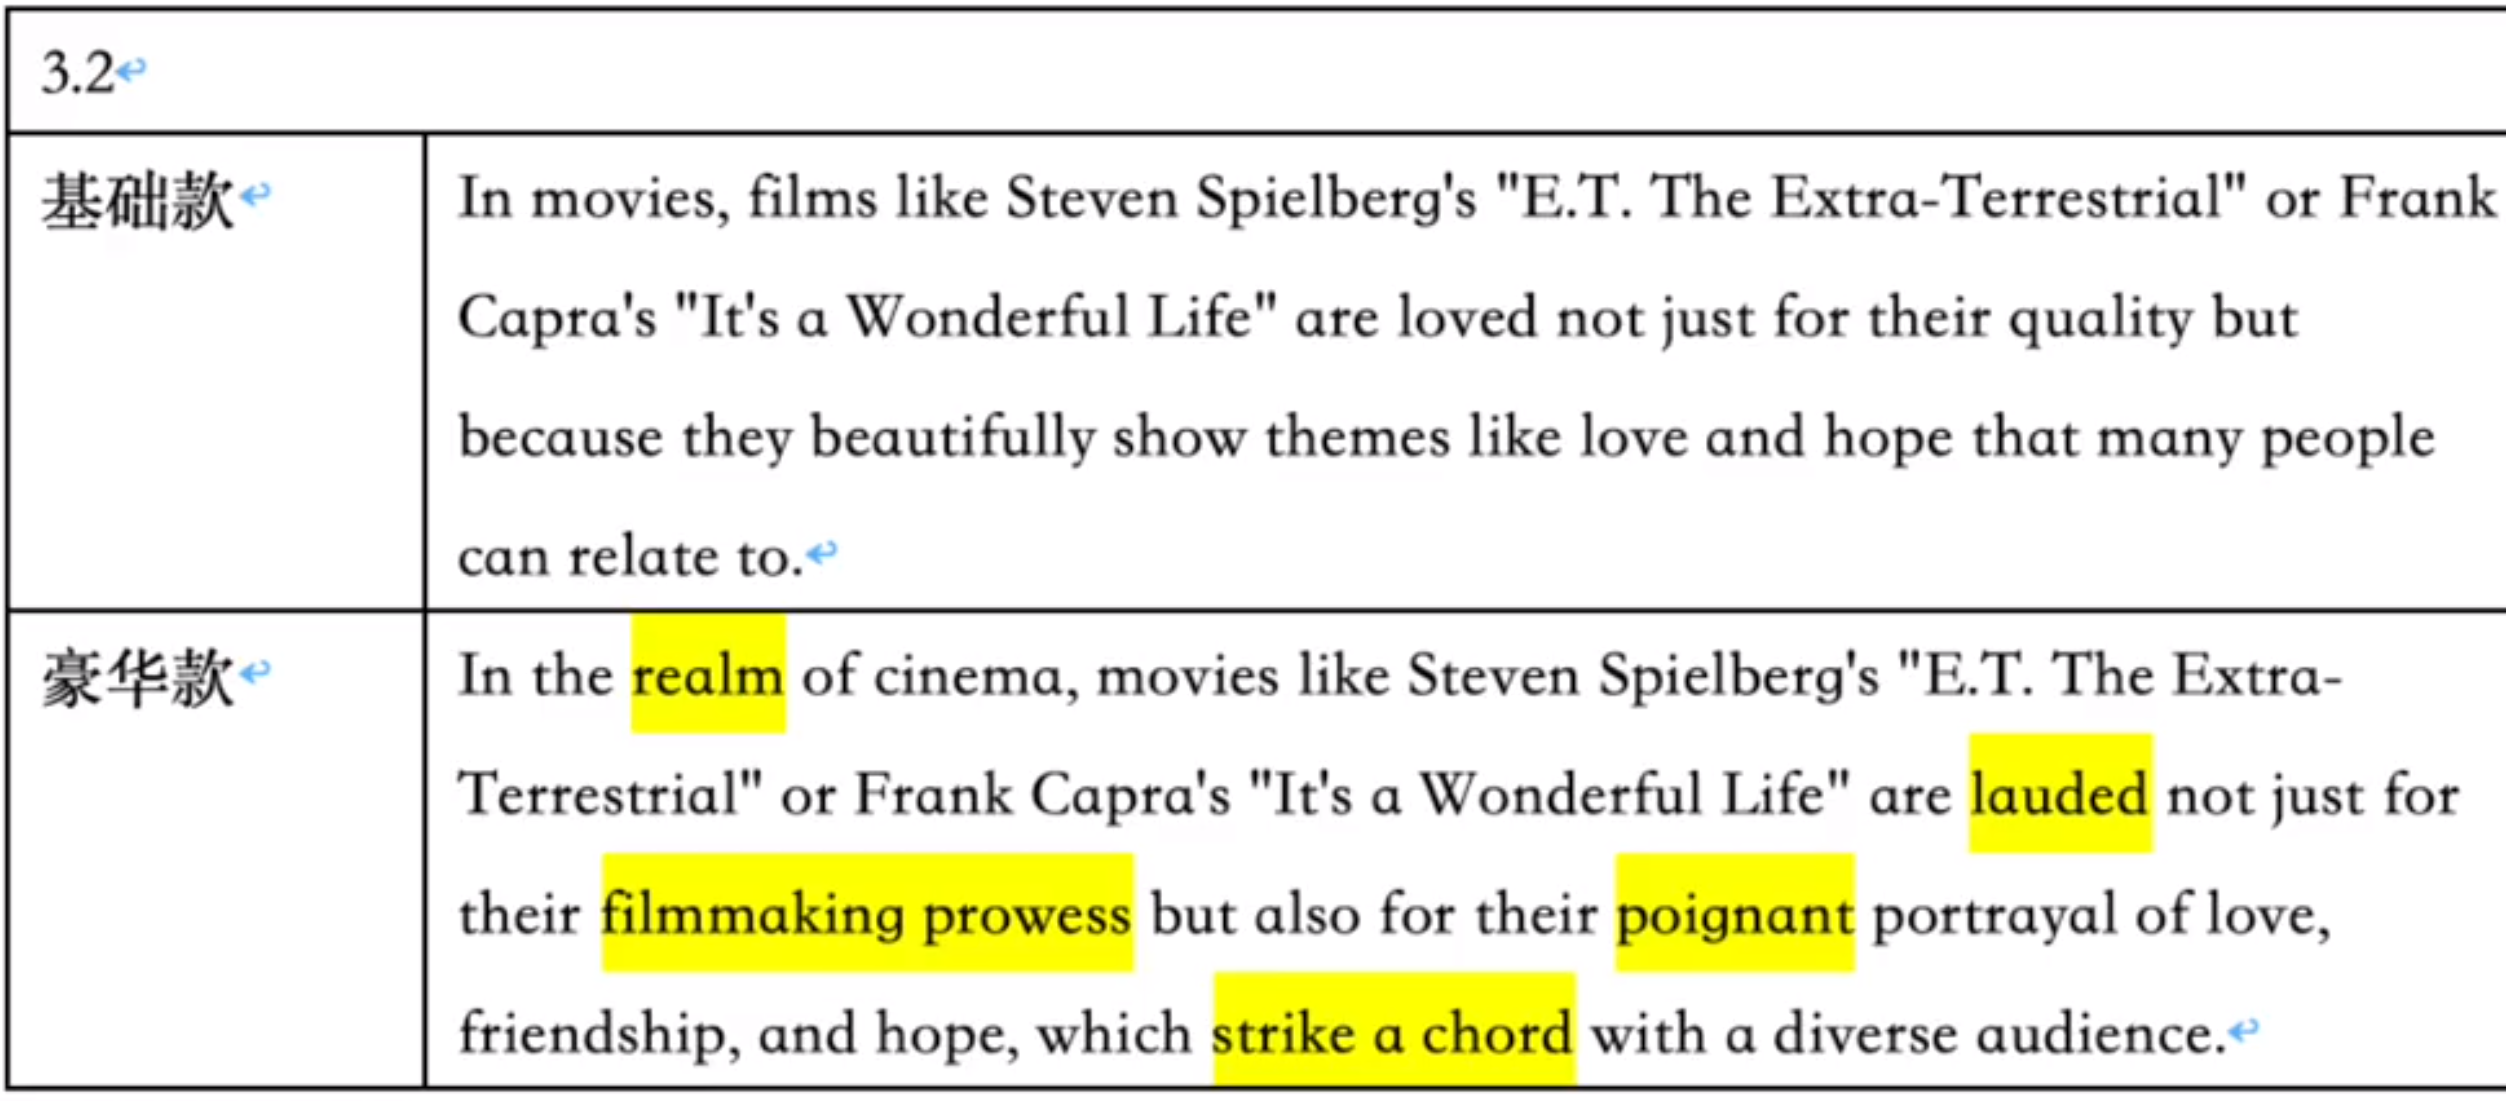 3.2
基础款
In movies, films like Steven Spielberg's "E.T. The Extra-Terrestrial" or Frank
Capra's "It's a Wonderful Life" are loved not just for their quality but
because they beautifully show themes like love and hope that many people
can relate to.
豪华款
In the realm of cinema, movies like Steven Spielberg's "E.T. The Extra-
Terrestrial" or Frank Capra's "It's a Wonderful Life" are lauded not just for
their filmmaking prowess but also for their poignant portrayal of love,
friendship, and hope, which strike a chord with a diverse audience.